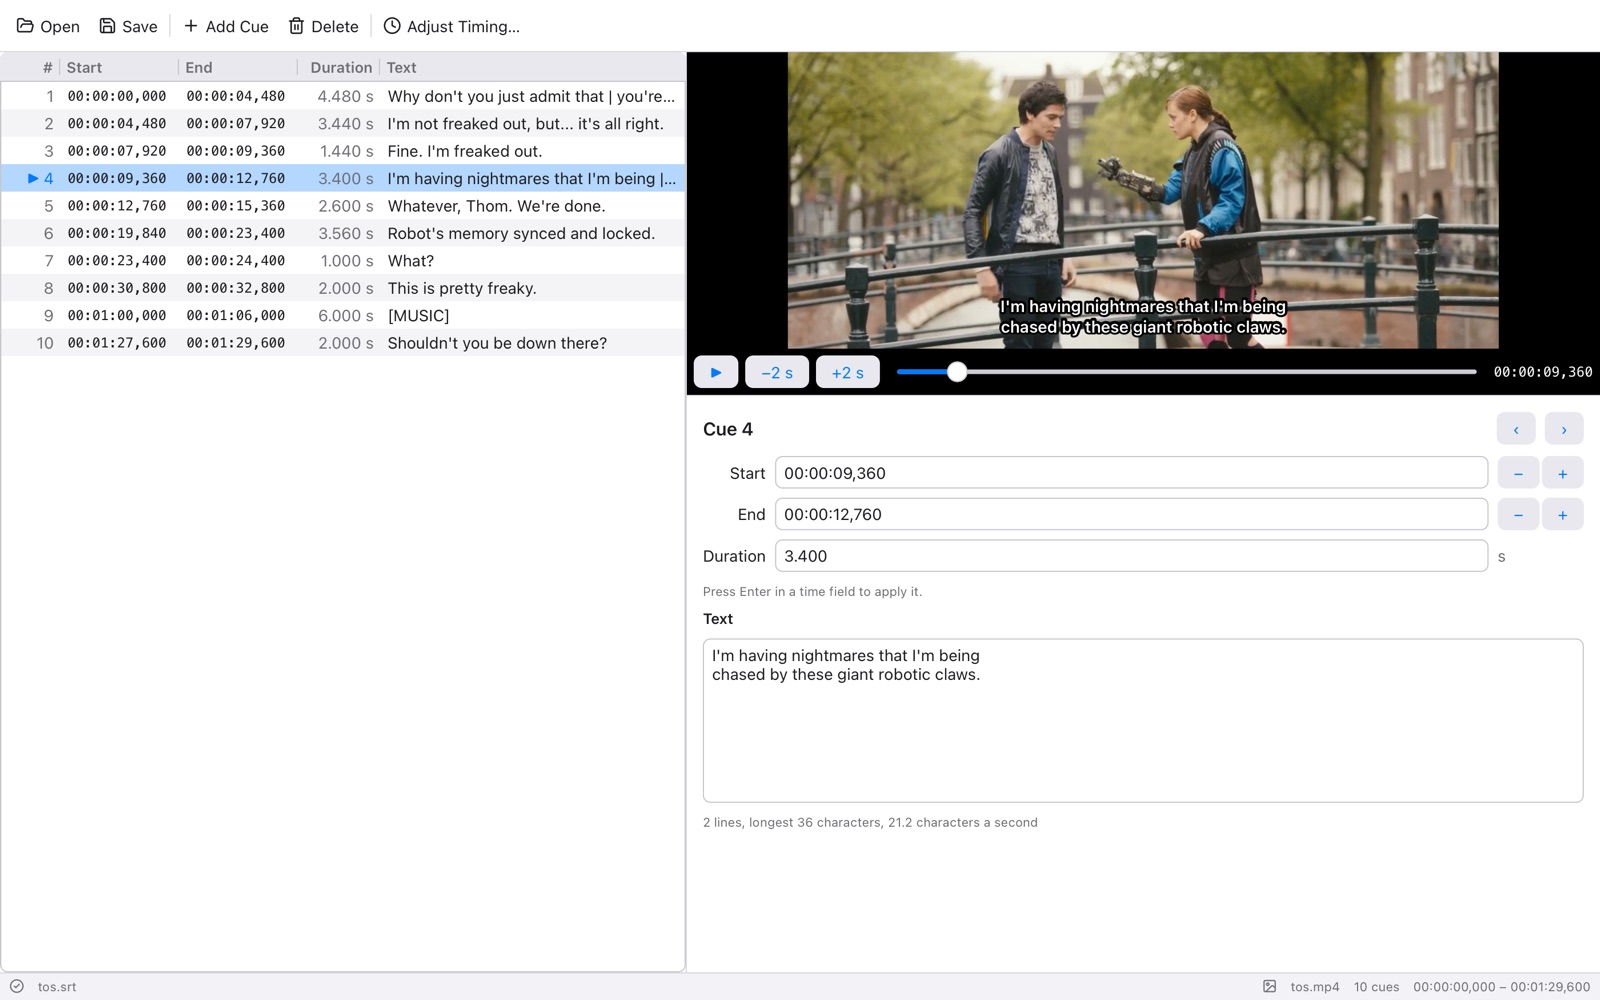 Open Save Add Cue Delete Adjust Timing...
# Start End Duration Text
1 00:00:00,000 00:00:04,480 4.480 s Why don't you just admit that | you're...
2 00:00:04,480 00:00:07,920 3.440 s I'm not freaked out, but... it's all right.
3 00:00:07,920 00:00:09,360 1.440 s Fine. I'm freaked out.
▶ 4 00:00:09,360 00:00:12,760 3.400 s I'm having nightmares that I'm being |...
5 00:00:12,760 00:00:15,360 2.600 s Whatever, Thom. We're done.
6 00:00:19,840 00:00:23,400 3.560 s Robot's memory synced and locked.
7 00:00:23,400 00:00:24,400 1.000 s What?
8 00:00:30,800 00:00:32,800 2.000 s This is pretty freaky.
9 00:01:00,000 00:01:06,000 6.000 s [MUSIC]
10 00:01:27,600 00:01:29,600 2.000 s Shouldn't you be down there?
I'm having nightmares that I'm being
chased by these giant robotic claws.
▶ −2 s +2 s 00:00:09,360
Cue 4 ‹ ›
Start 00:00:09,360 − +
End 00:00:12,760 − +
Duration 3.400 s
Press Enter in a time field to apply it.
Text
I'm having nightmares that I'm being
chased by these giant robotic claws.
2 lines, longest 36 characters, 21.2 characters a second
tos.srt tos.mp4 10 cues 00:00:00,000 – 00:01:29,600